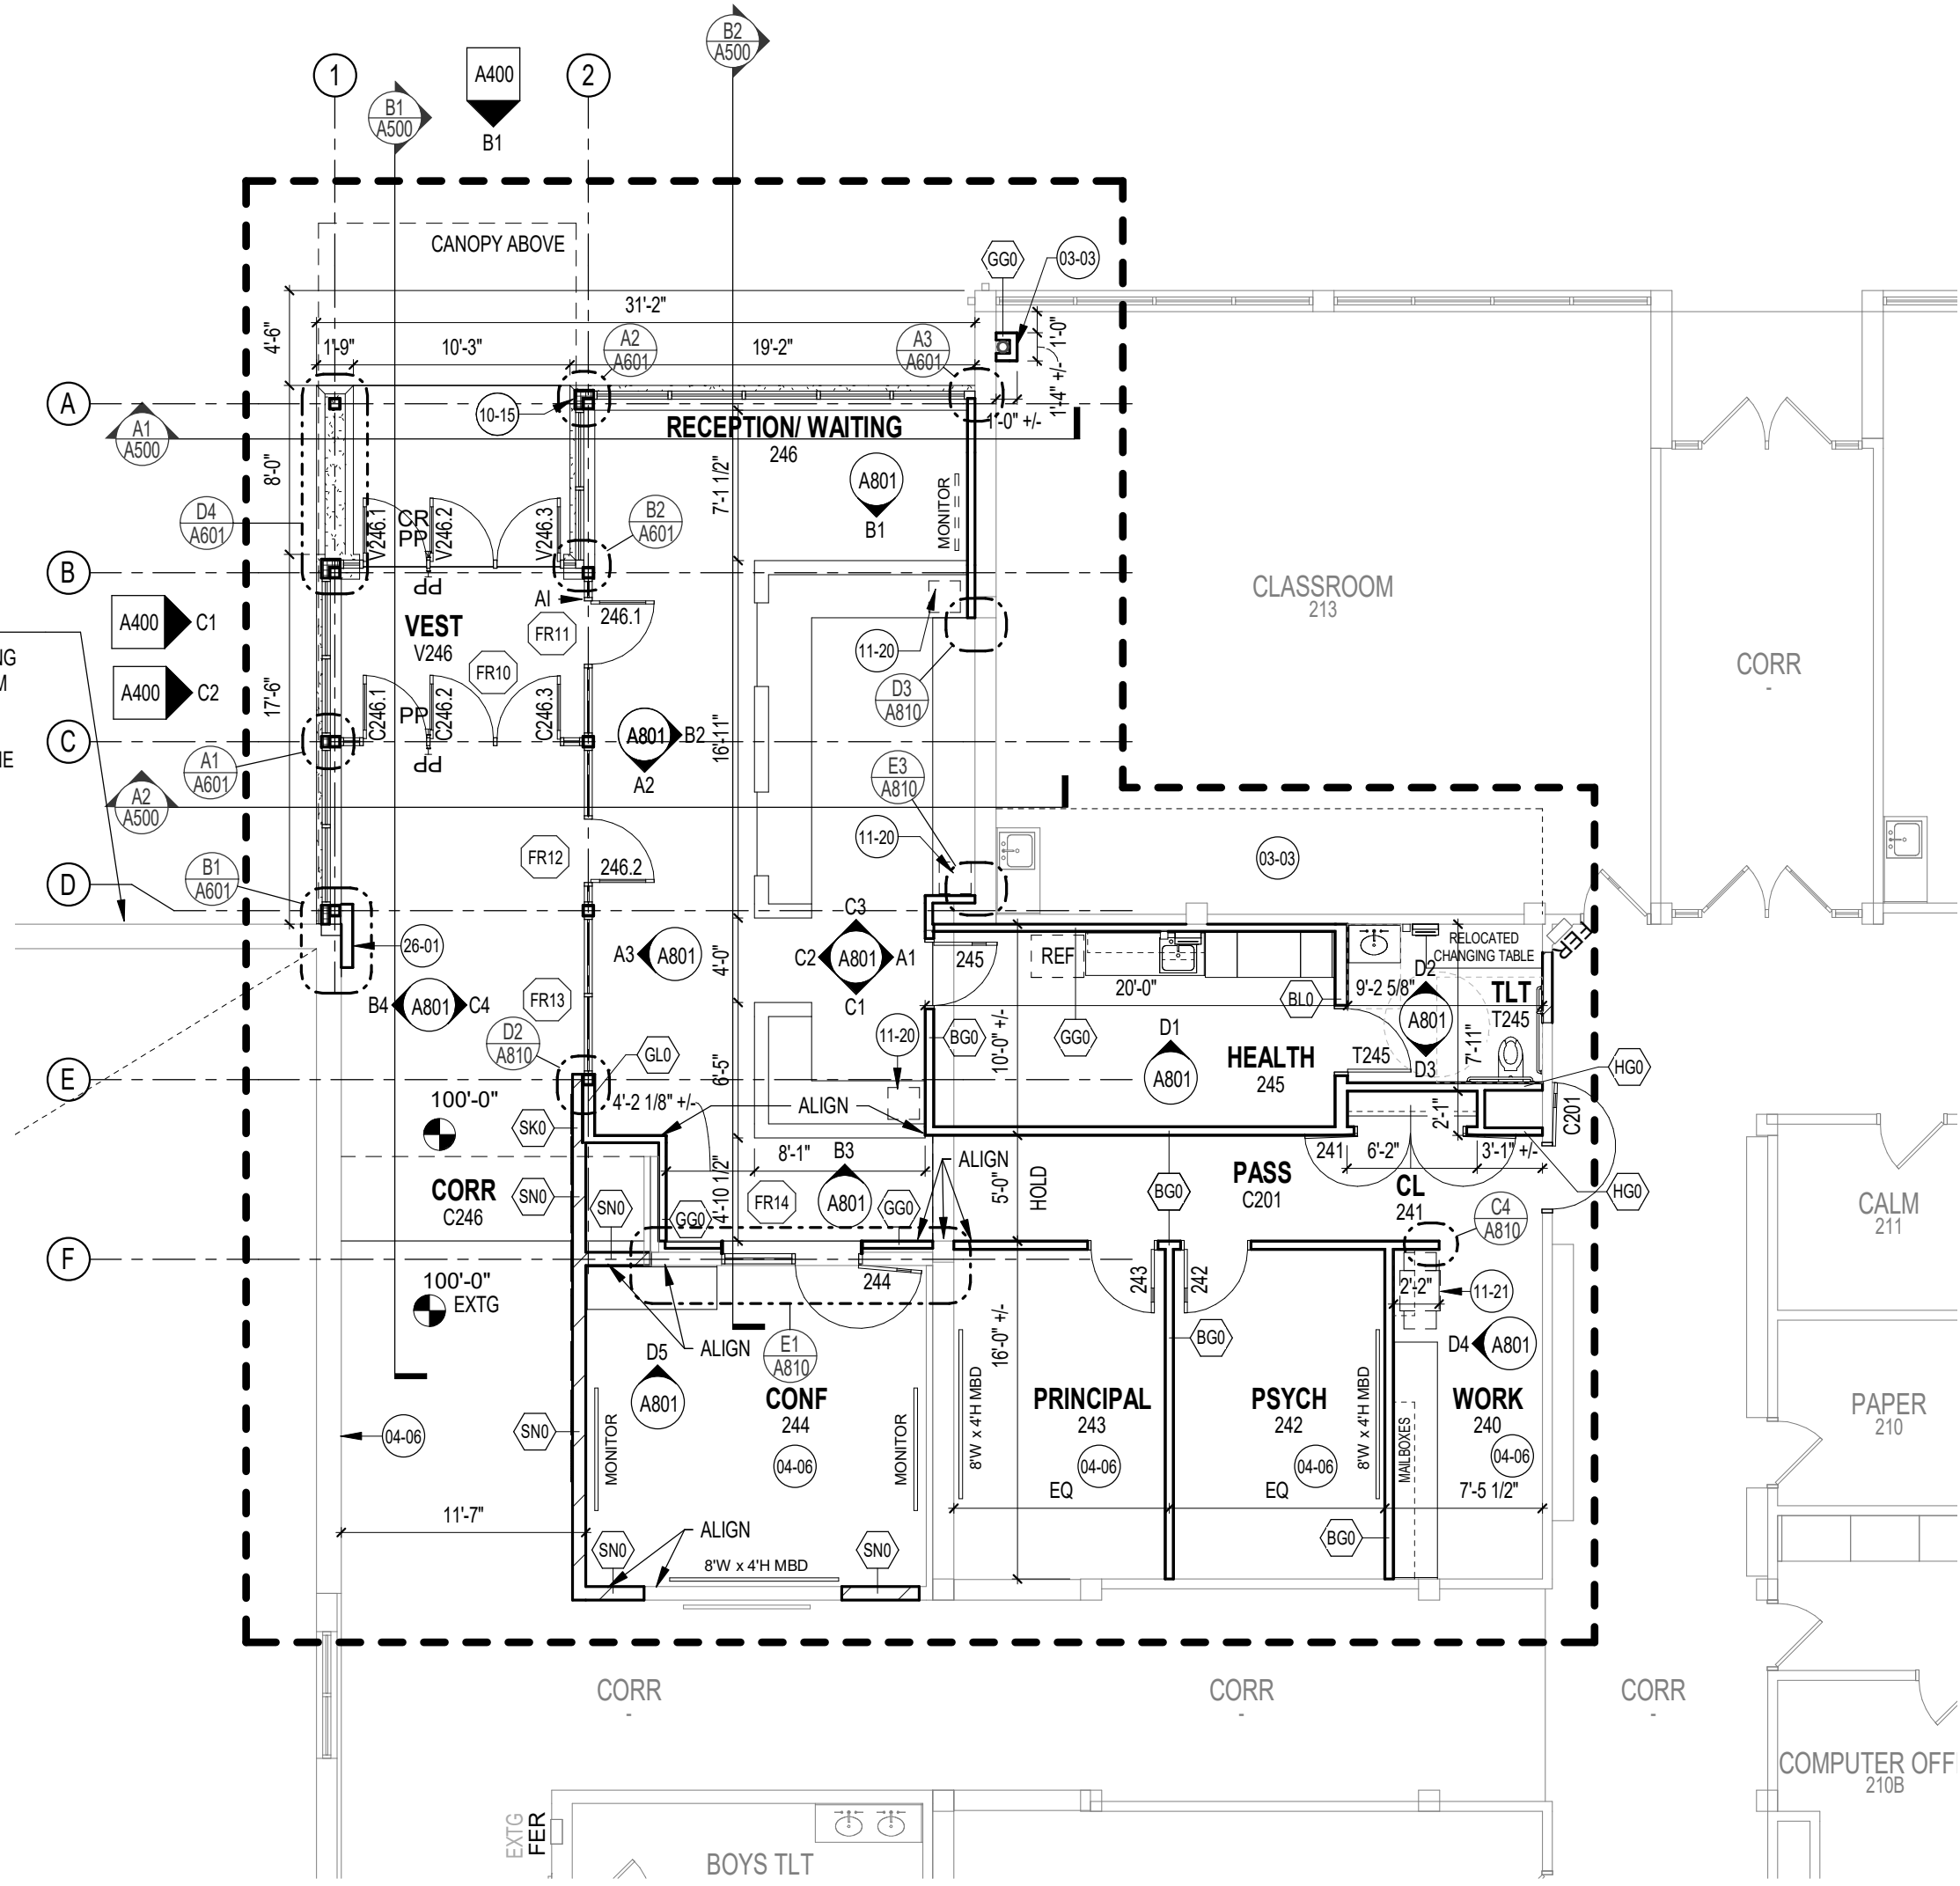 B2
A500
1
2
A400
B1
B1
A500
CANOPY ABOVE
GG0
03-03
31'-2"
4'-6"
1'-9"
10'-3"
A2
A601
19'-2"
A3
A601
1'-0"
1'-4" +/-
1'-0" +/-
A
10-15
RECEPTION/ WAITING
246
A1
A500
8'-0"
7'-1 1/2"
A801
B1
MONITOR
D4
A601
V246.1
CR
PP
V246.2
V246.3
B2
A601
B
PP
AI
246.1
CLASSROOM
213
A400
C1
VEST
V246
FR11
11-20
NG
M
CORR
-
A400
C2
FR10
D3
A810
17'-6"
C246.1
PP
C246.2
C246.3
A801
B2
A2
16'-11"
C
PP
A1
A601
E3
A810
A2
A500
11-20
FR12
246.2
03-03
B1
A601
D
C3
C2
A801
A1
C1
26-01
A3
A801
4'-0"
245
REF
RELOCATED
CHANGING TABLE
FER
D2
20'-0"
BL0
9'-2 5/8"
TLT
T245
B4
A801
C4
FR13
A801
D2
A810
GL0
11-20
BG0
10'-0" +/-
GG0
D1
HEALTH
245
A801
T245
D3
7'-11"
HG0
E
6'-5"
100'-0"
4'-2 1/8" +/-
ALIGN
SK0
2'-1"
C201
8'-1"
B3
ALIGN
241
6'-2"
3'-1" +/-
CORR
C246
SN0
SN0
GG0
4'-10 1/2"
FR14
A801
GG0
5'-0"
HOLD
BG0
PASS
C201
CL
241
HG0
C4
A810
CALM
211
F
100'-0"
EXTG
244
243
242
2'-2"
11-21
ALIGN
E1
A810
D5
A801
16'-0" +/-
BG0
D4
A801
CONF
244
PRINCIPAL
243
PSYCH
242
WORK
240
PAPER
210
04-06
SN0
MONITOR
04-06
MONITOR
8'W x 4'H MBD
04-06
04-06
8'W x 4'H MBD
MAILBOXES
04-06
EQ
EQ
7'-5 1/2"
11'-7"
ALIGN
SN0
8'W x 4'H MBD
SN0
BG0
CORR
-
CORR
-
CORR
-
COMPUTER OFF
210B
EXTG
FER
BOYS TLT